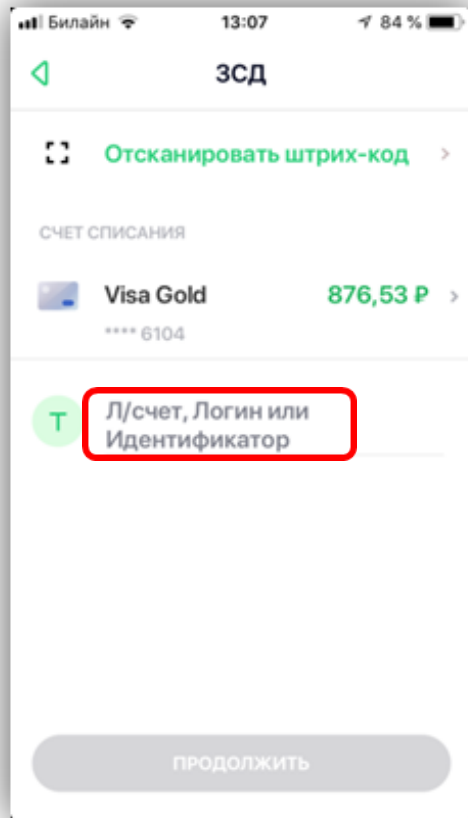 Билайн 13:07 84 %
ЗСД
Отсканировать штрих-код
СЧЕТ СПИСАНИЯ
Visa Gold 876,53 ₽
**** 6104
Т Л/счет, Логин или
Идентификатор
ПРОДОЛЖИТЬ